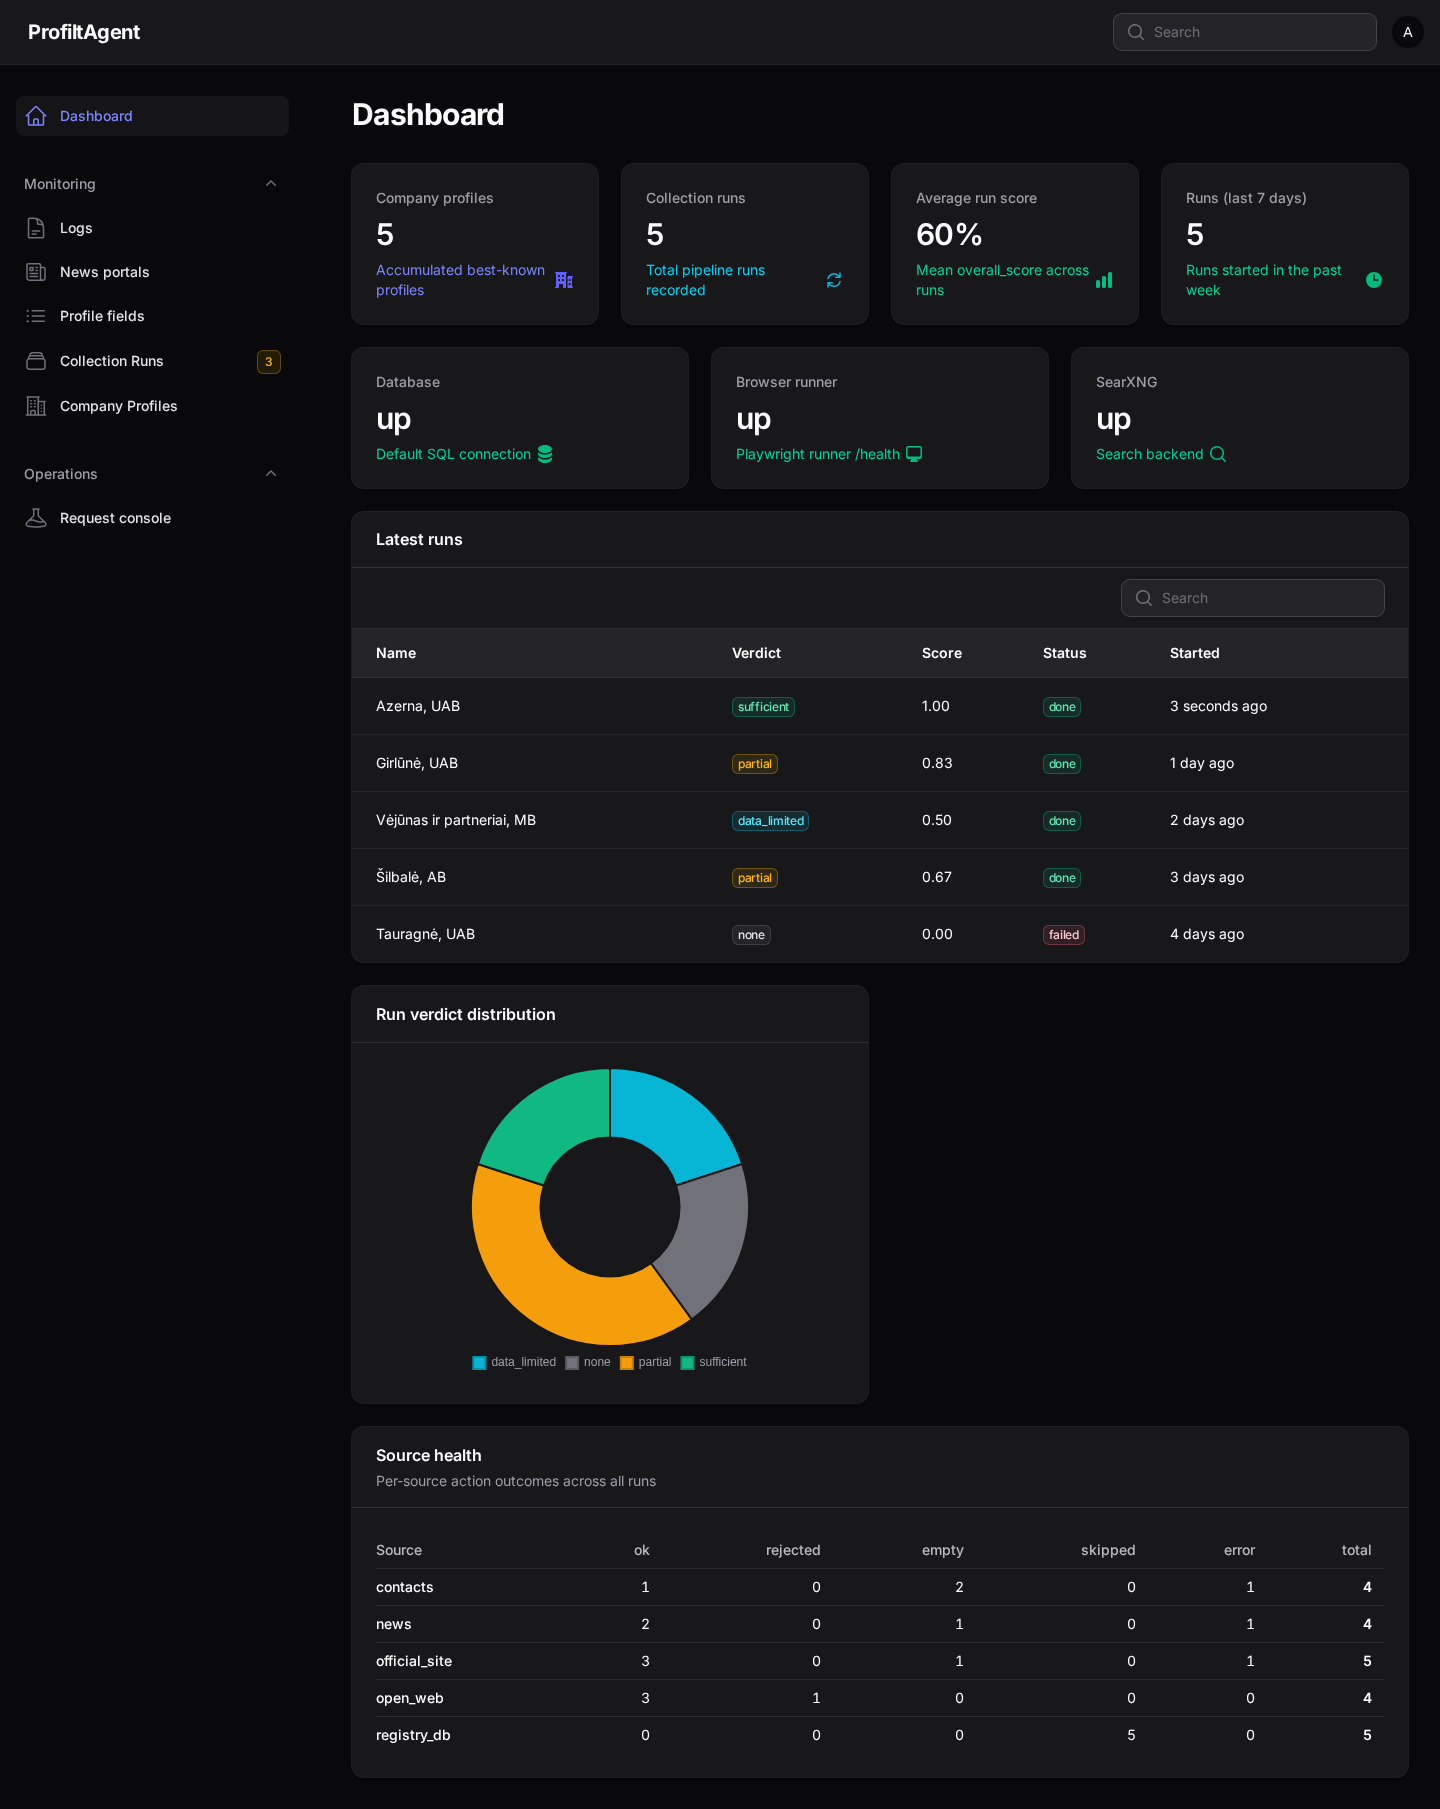 ProfiltAgent
Search
A
Dashboard
Monitoring
Logs
News portals
Profile fields
Collection Runs 3
Company Profiles
Operations
Request console
Dashboard
Company profiles
5
Accumulated best-known
profiles
Collection runs
5
Total pipeline runs
recorded
Average run score
60%
Mean overall_score across
runs
Runs (last 7 days)
5
Runs started in the past
week
Database
up
Default SQL connection
Browser runner
up
Playwright runner /health
SearXNG
up
Search backend
Latest runs
Search
Name Verdict Score Status Started
Azerna, UAB sufficient 1.00 done 3 seconds ago
Girlūnė, UAB partial 0.83 done 1 day ago
Vėjūnas ir partneriai, MB data_limited 0.50 done 2 days ago
Šilbalė, AB partial 0.67 done 3 days ago
Tauragnė, UAB none 0.00 failed 4 days ago
Run verdict distribution
data_limited none partial sufficient
Source health
Per-source action outcomes across all runs
Source ok rejected empty skipped error total
contacts 1 0 2 0 1 4
news 2 0 1 0 1 4
official_site 3 0 1 0 1 5
open_web 3 1 0 0 0 4
registry_db 0 0 0 5 0 5